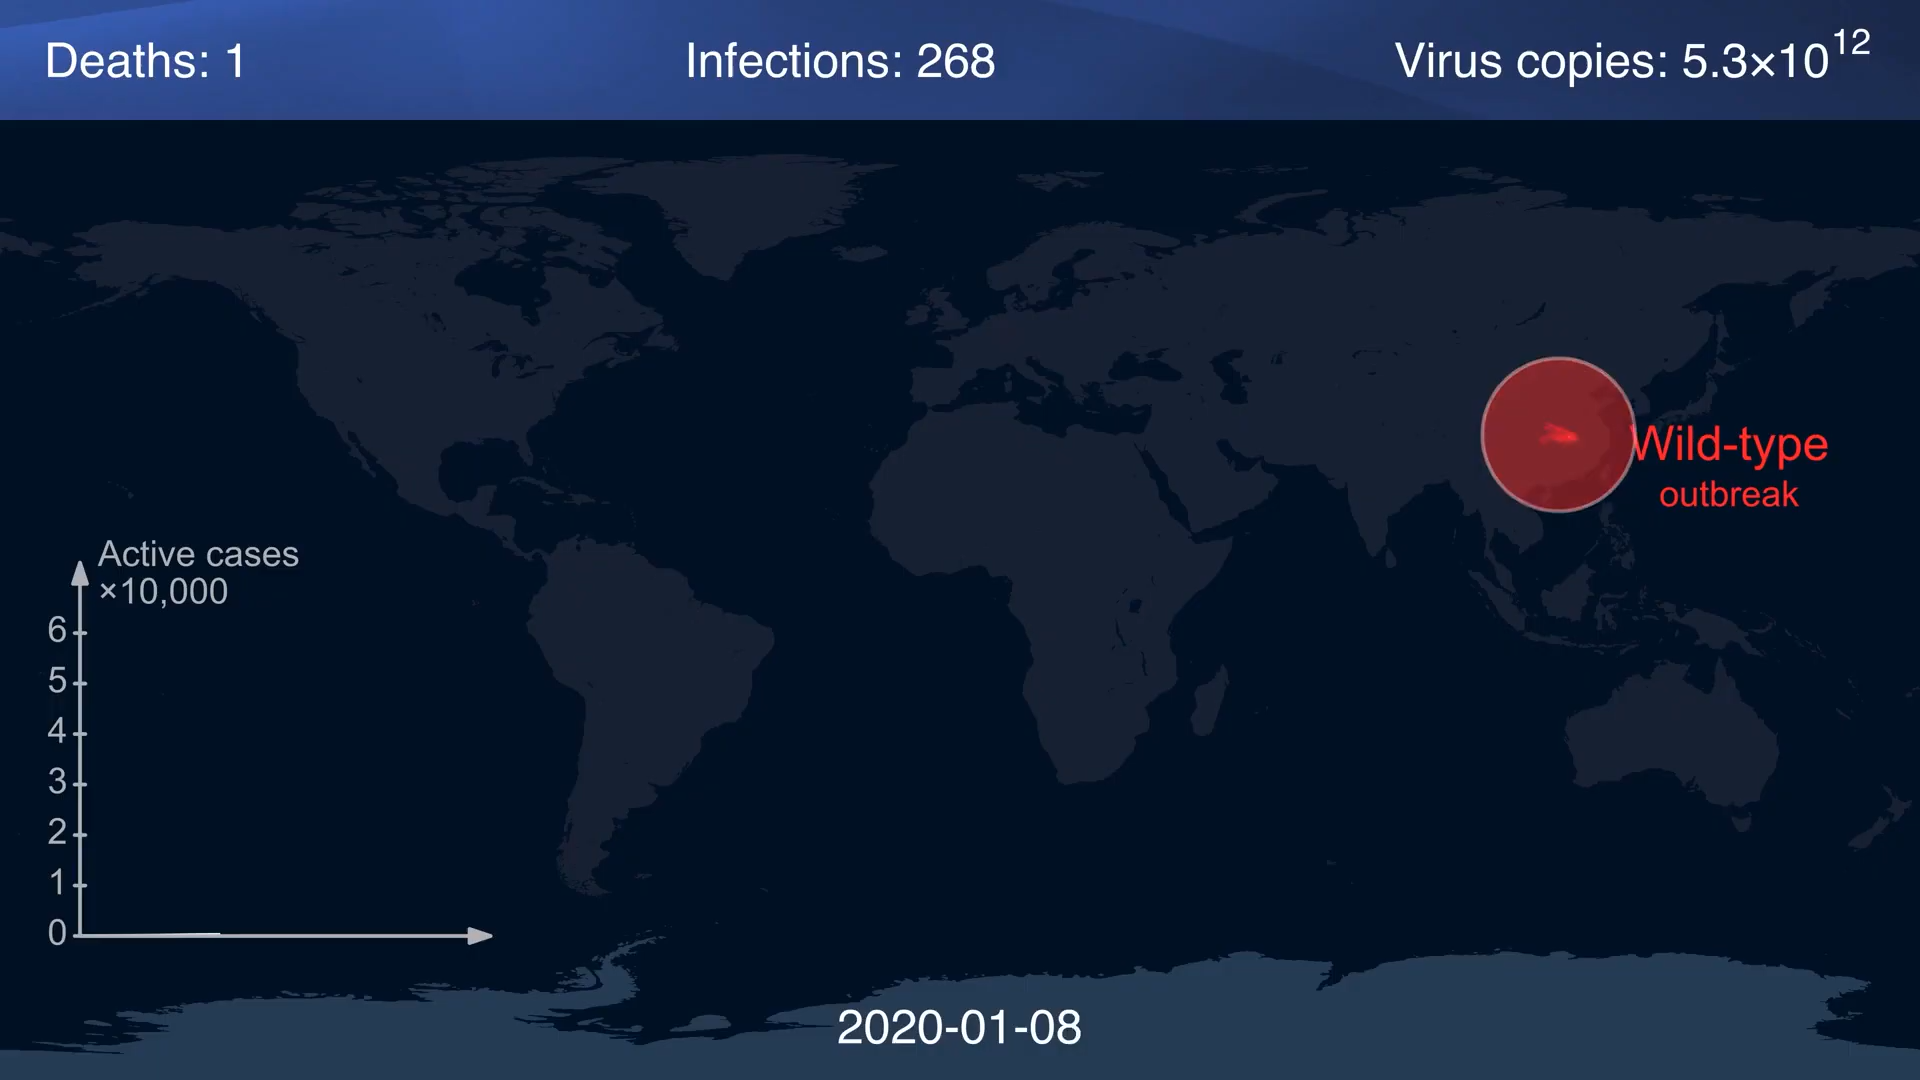 Deaths: 1
Infections: 268
Virus copies: 5.3×10¹²
Wild-type
outbreak
Active cases
×10,000
6
5
4
3
2
1
0
2020-01-08